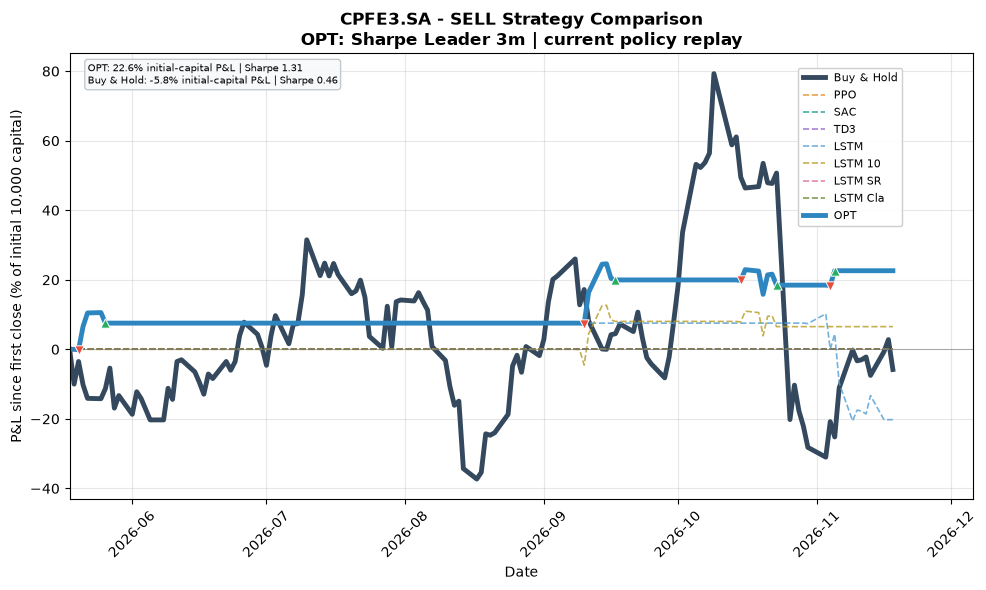 CPFE3.SA - SELL Strategy Comparison
OPT: Sharpe Leader 3m | current policy replay
OPT: 22.6% initial-capital P&L | Sharpe 1.31
Buy & Hold: -5.8% initial-capital P&L | Sharpe 0.46
Buy & Hold
PPO
SAC
TD3
LSTM
LSTM 10
LSTM SR
LSTM Cla
OPT
P&L since first close (% of initial 10,000 capital)
80
60
40
20
0
−20
−40
2026-06
2026-07
2026-08
2026-09
2026-10
2026-11
2026-12
Date